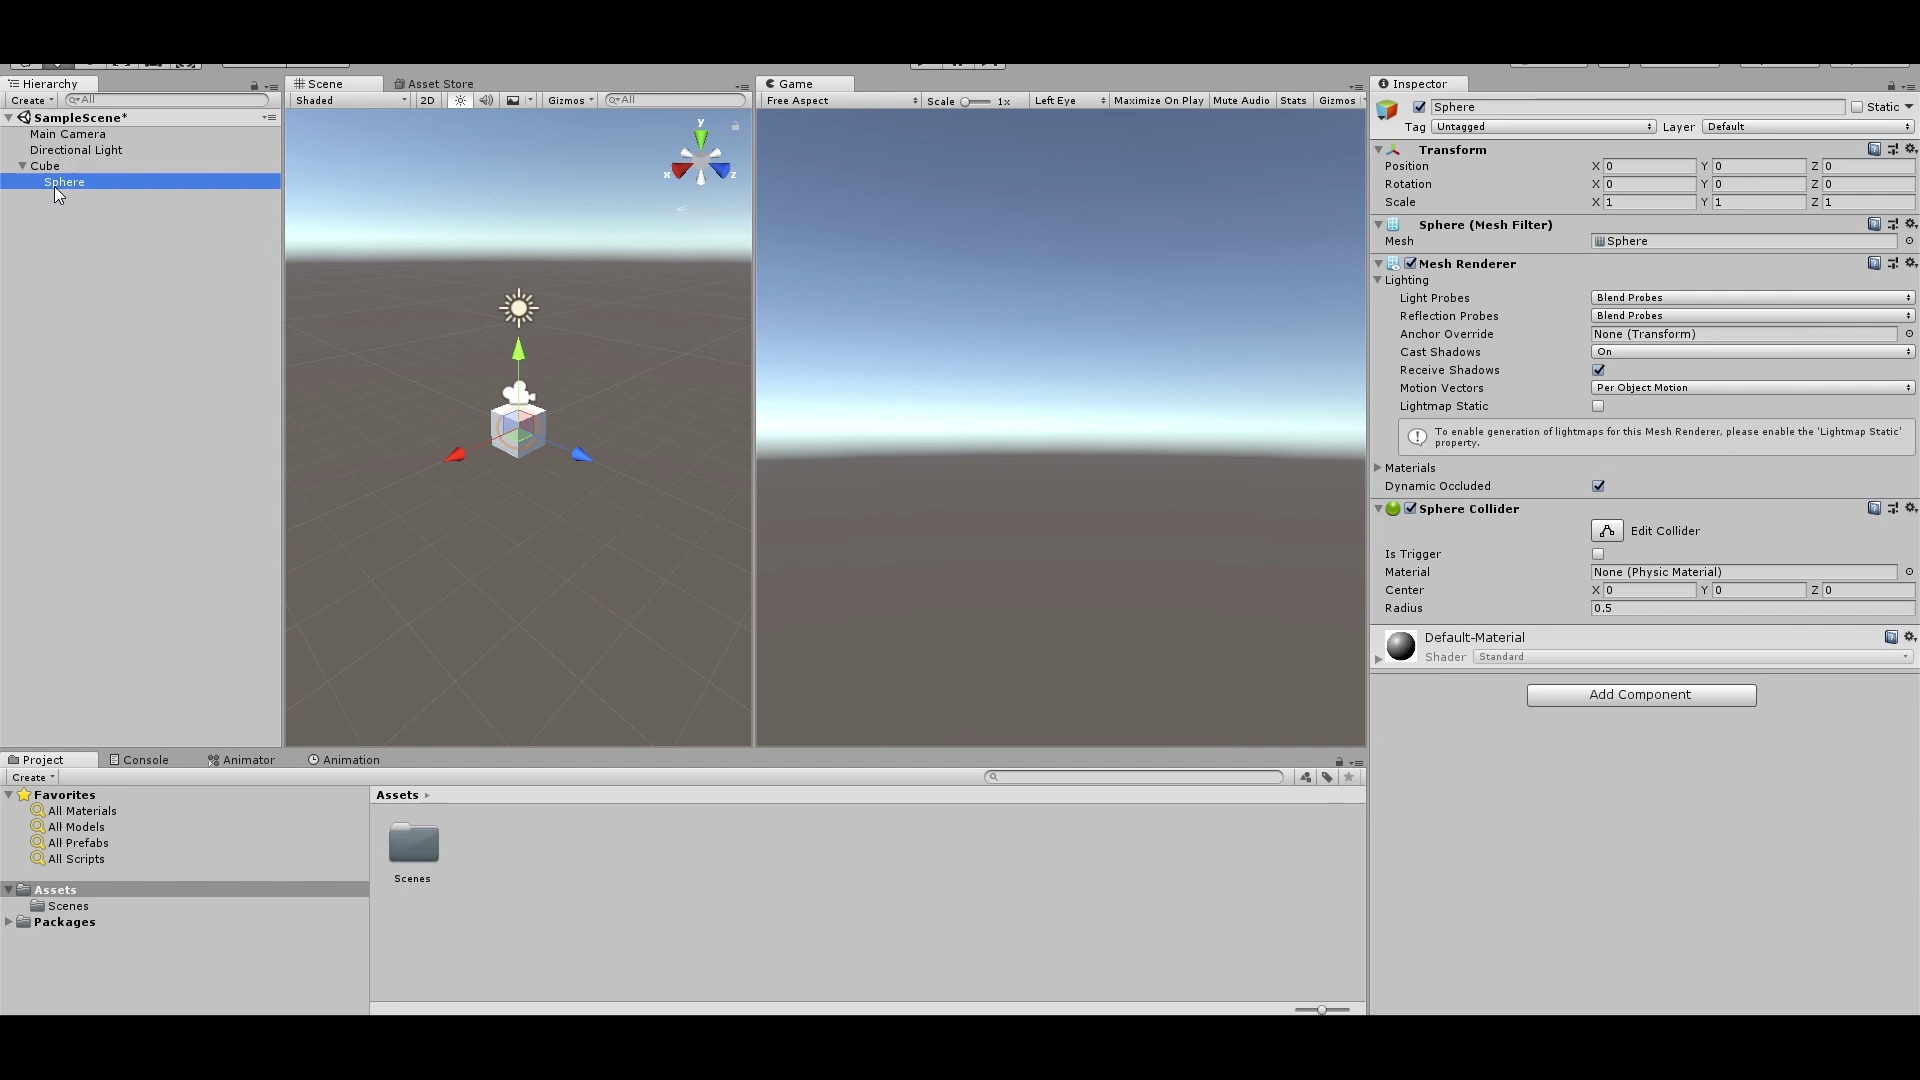 Hierarchy
Create
All
SampleScene*
Main Camera
Directional Light
Cube
Sphere
Scene
Asset Store
Shaded
2D
Gizmos
All
y
x
z
Game
Free Aspect
Scale
1x
Left Eye
Maximize On Play
Mute Audio
Stats
Gizmos
Inspector
Sphere
Static
Tag
Untagged
Layer
Default
Transform
Position X 0 Y 0 Z 0
Rotation X 0 Y 0 Z 0
Scale X 1 Y 1 Z 1
Sphere (Mesh Filter)
Mesh Sphere
Mesh Renderer
Lighting
Light Probes Blend Probes
Reflection Probes Blend Probes
Anchor Override None (Transform)
Cast Shadows On
Receive Shadows
Motion Vectors Per Object Motion
Lightmap Static
To enable generation of lightmaps for this Mesh Renderer, please enable the 'Lightmap Static'
property.
Materials
Dynamic Occluded
Sphere Collider
Edit Collider
Is Trigger
Material None (Physic Material)
Center X 0 Y 0 Z 0
Radius 0.5
Default-Material
Shader Standard
Add Component
Project
Console
Animator
Animation
Create
Favorites
All Materials
All Models
All Prefabs
All Scripts
Assets
Scenes
Packages
Assets
Scenes